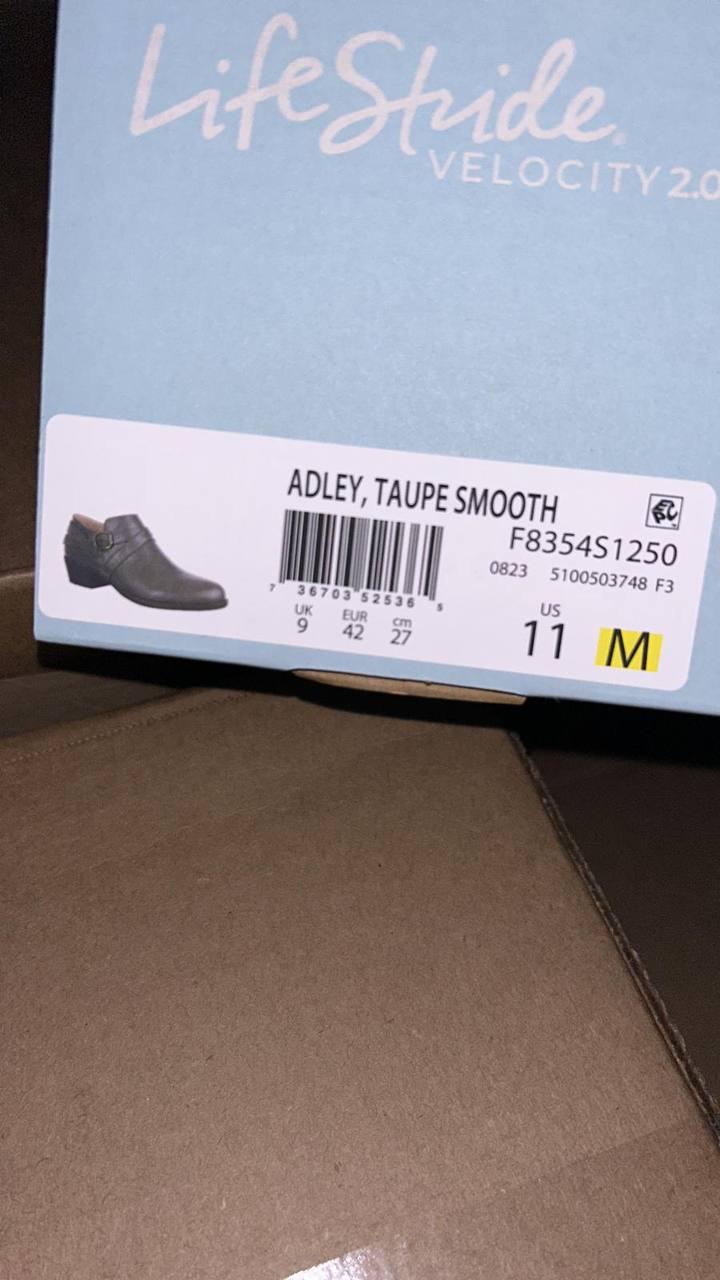 LifeStride
VELOCITY 2.0
ADLEY, TAUPE SMOOTH
F8354S1250
0823 5100503748 F3
7 36703 52536 5
UK EUR cm US
9 42 27 11 M